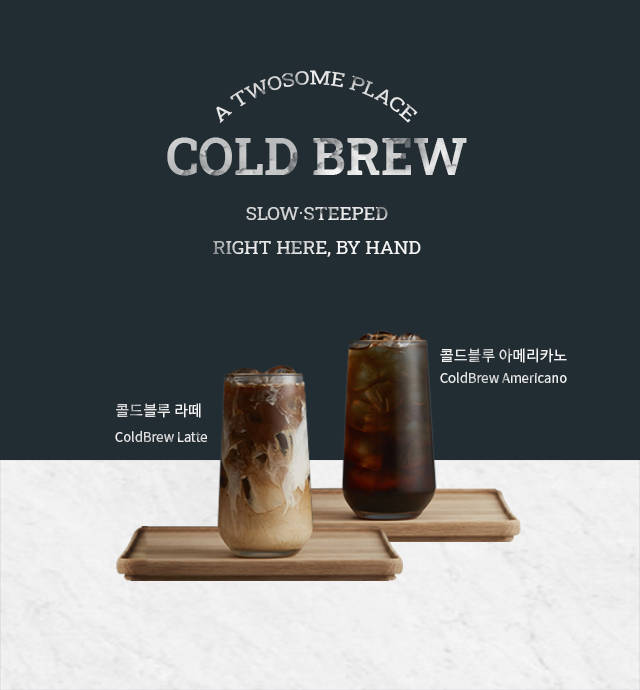 A TWOSOME PLACE
COLD BREW
SLOW·STEEPED
RIGHT HERE, BY HAND
콜드블루 아메리카노
ColdBrew Americano
콜드블루 라떼
ColdBrew Latte